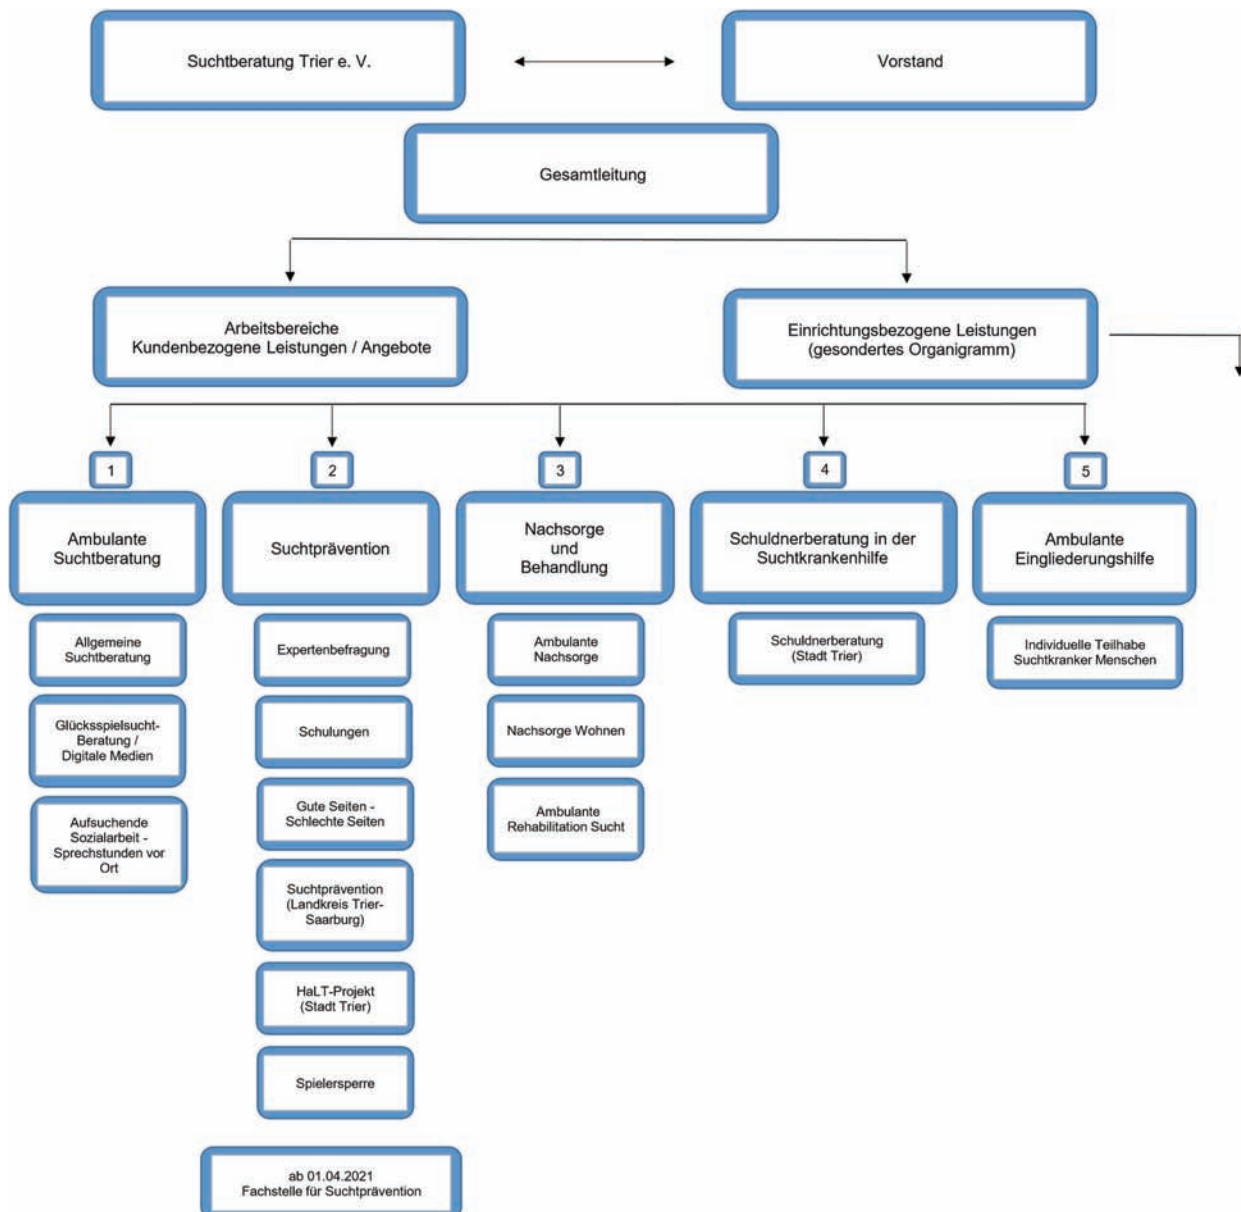 Suchtberatung Trier e. V.
Vorstand
Gesamtleitung
Arbeitsbereiche
Kundenbezogene Leistungen / Angebote
Einrichtungsbezogene Leistungen
(gesondertes Organigramm)
1
2
3
4
5
Ambulante
Suchtberatung
Suchtprävention
Nachsorge
und
Behandlung
Schuldnerberatung in der
Suchtkrankenhilfe
Ambulante
Eingliederungshilfe
Allgemeine
Suchtberatung
Glücksspielsucht-
Beratung /
Digitale Medien
Aufsuchende
Sozialarbeit -
Sprechstunden vor
Ort
Expertenbefragung
Schulungen
Gute Seiten -
Schlechte Seiten
Suchtprävention
(Landkreis Trier-
Saarburg)
HaLT-Projekt
(Stadt Trier)
Spielersperre
ab 01.04.2021
Fachstelle für Suchtprävention
Ambulante
Nachsorge
Nachsorge Wohnen
Ambulante
Rehabilitation Sucht
Schuldnerberatung
(Stadt Trier)
Individuelle Teilhabe
Suchtkranker Menschen